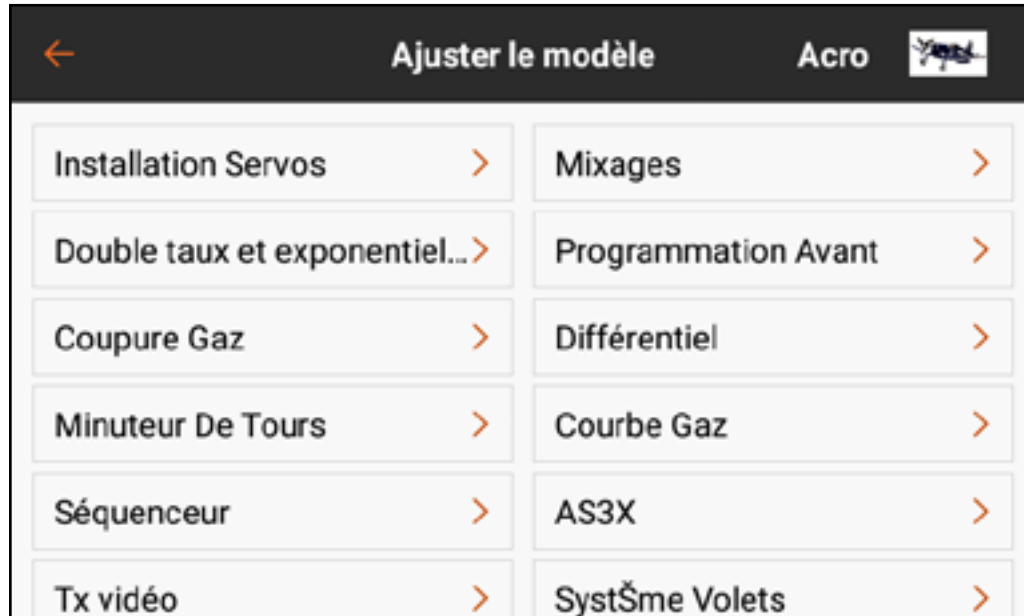 Ajuster le modèle Acro
Installation Servos
Mixages
Double taux et exponentiel...
Programmation Avant
Coupure Gaz
Différentiel
Minuteur De Tours
Courbe Gaz
Séquenceur
AS3X
Tx vidéo
SystŠme Volets